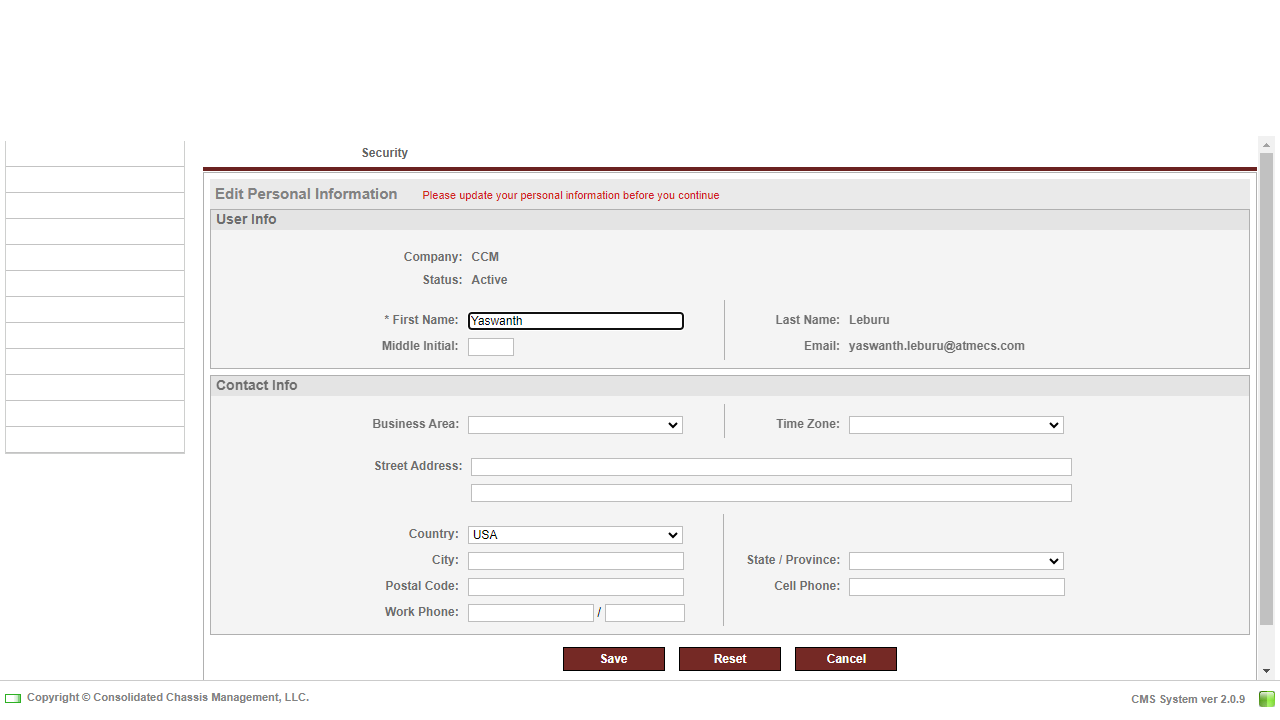 Security
Edit Personal Information Please update your personal information before you continue
User Info
Company: CCM
Status: Active
* First Name: Yaswanth Last Name: Leburu
Middle Initial: Email: yaswanth.leburu@atmecs.com
Contact Info
Business Area: Time Zone:
Street Address:
Country: USA
City: State / Province:
Postal Code: Cell Phone:
Work Phone: /
Save Reset Cancel
Copyright © Consolidated Chassis Management, LLC. CMS System ver 2.0.9